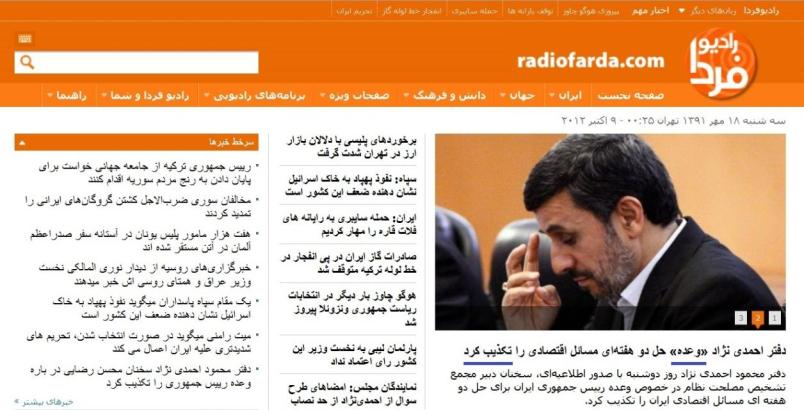 رادیوفردا زبان‌های دیگر اخبار مهم پیروزی هوگو چاوز توقف یارانه ها حمله سایبری انفجار خط لوله گاز تحریم ایران
رادیو
فردا
radiofarda.com
صفحه نخست ایران جهان دانش و فرهنگ صفحات ویژه برنامه‌های رادیویی رادیو فردا و شما راهنما
سه شنبه ۱۸ مهر ۱۳۹۱ تهران ۰۰:۲۵ - ۹ اکتبر ۲۰۱۲
3 2 1
دفتر احمدی نژاد «وعده» حل دو هفته‌ای مسائل اقتصادی را تکذیب کرد
دفتر محمود احمدی نژاد روز دوشنبه با صدور اطلاعیه‌ای، سخنان دبیر مجمع
تشخیص مصلحت نظام در خصوص وعده رییس جمهوری ایران برای حل دو
هفته ای مسائل اقتصادی را تکذیب کرد.
برخوردهای پلیسی با دلالان بازار
ارز در تهران شدت گرفت
سپاه: نفوذ پهپاد به خاک اسرائیل
نشان دهنده ضعف این کشور است
ایران: حمله سایبری به رایانه های
فلات قاره را مهار کردیم
صادرات گاز ایران در پی انفجار در
خط لوله ترکیه متوقف شد
هوگو چاوز بار دیگر در انتخابات
ریاست جمهوری ونزوئلا پیروز
شد
پارلمان لیبی به نخست وزیر این
کشور رای اعتماد نداد
نمایندگان مجلس: امضاهای طرح
سوال از احمدی‌نژاد از حد نصاب
سرخط خبرها
رییس جمهوری ترکیه از جامعه جهانی خواست برای
پایان دادن به رنج مردم سوریه اقدام کنند
مخالفان سوری ضرب‌الاجل کشتن گروگان‌های ایرانی را
تمدید کردند
هفت هزار مامور پلیس یونان در آستانه سفر صدراعظم
آلمان در آتن مستقر شده اند
خبرگزاری‌های روسیه از دیدار نوری المالکی نخست
وزیر عراق و همتای روسی اش خبر میدهند
یک مقام سپاه پاسداران میگوید نفوذ پهپاد به خاک
اسرائیل نشان دهنده ضعف این کشور است
میت رامنی میگوید در صورت انتخاب شدن، تحریم های
شدیدتری علیه ایران اعمال می کند
دفتر محمود احمدی نژاد سخنان محسن رضایی در باره
وعده رییس جمهوری را تکذیب کرد
خبرهای بیشتر »